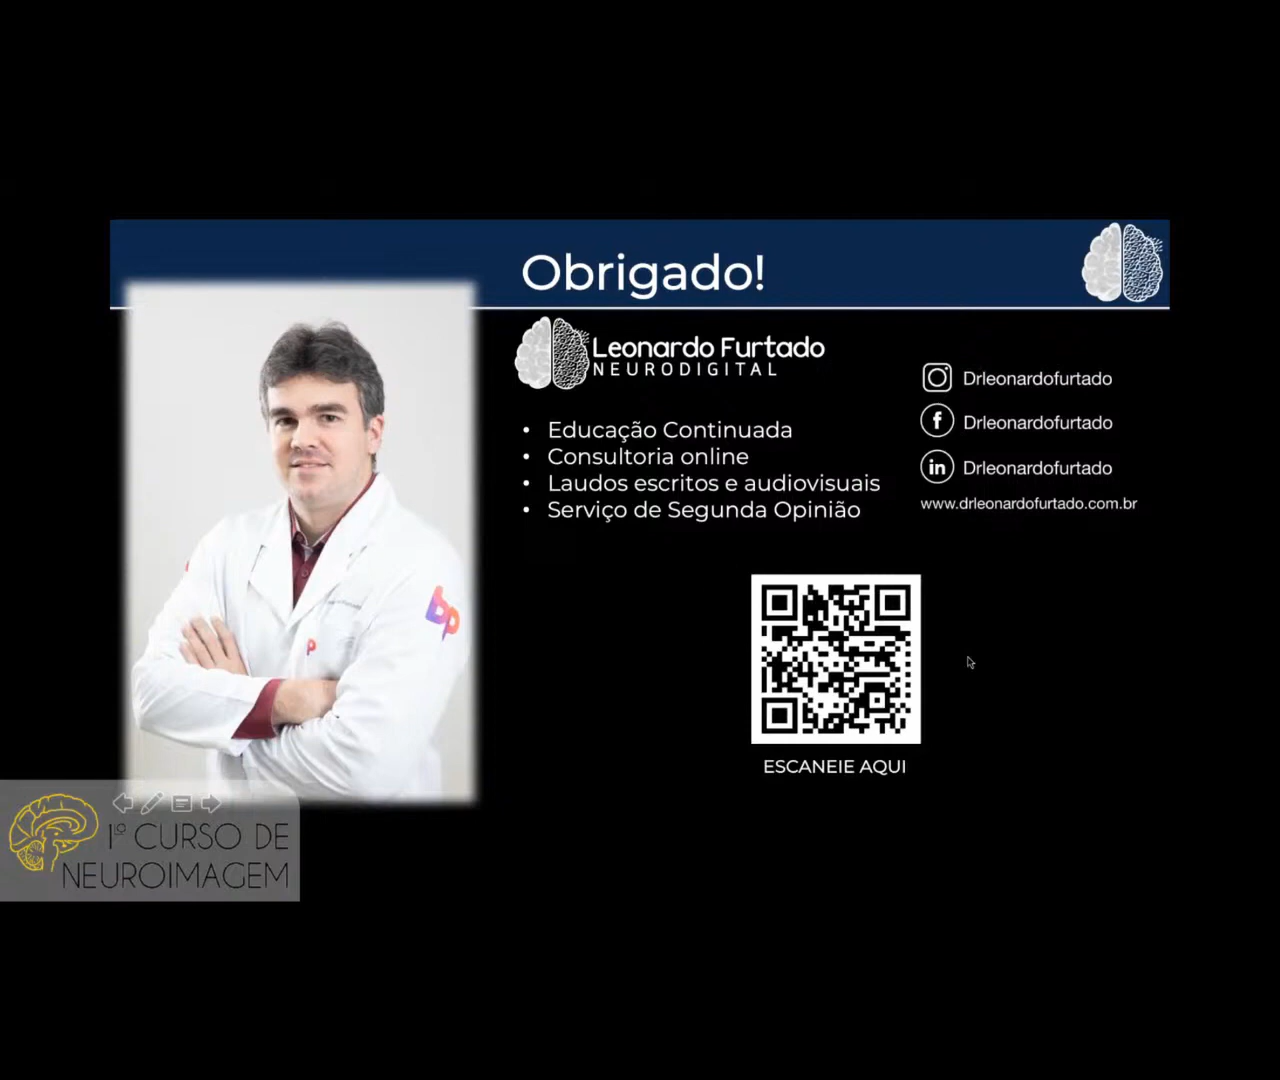 Obrigado!
Leonardo Furtado
NEURODIGITAL
• Educação Continuada
• Consultoria online
• Laudos escritos e audiovisuais
• Serviço de Segunda Opinião
Drleonardofurtado
Drleonardofurtado
Drleonardofurtado
www.drleonardofurtado.com.br
ESCANEIE AQUI
bp
1º CURSO DE
NEUROIMAGEM